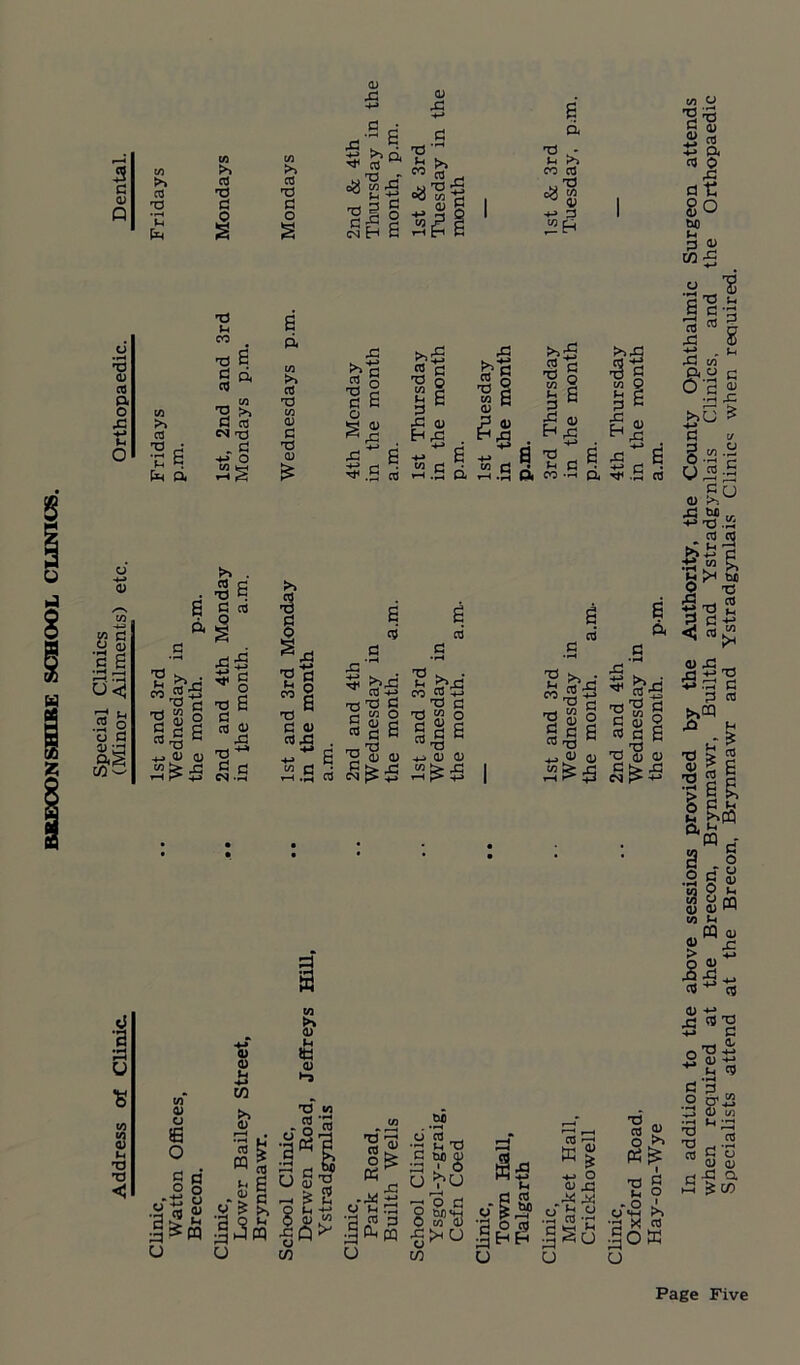 BRECONSHIRE SCHOOL CLINICS.
Address of Clinic.
Special Clinics
(Minor Ailments) etc.
Orthopaedic.
Dental.
Clinic,
Watton Offices,
Brecon.
..
1st and 3rd
Wednesday in
the month. p.m.
Fridays
p.m.
Fridays
Clinic,
Lower Bailey Street,
Brynmawr.
..
2nd and 4th Monday
in the month. a.m.
1st, 2nd and 3rd
Mondays p.m.
Mondays
School Clinic,
Derwen Road, Jeffreys Hill,
Ystradgynlais
..
1st and 3rd Monday
in the month
a.m.
Wednesdays p.m.
Mondays
Clinic,
Park Road,
Builth Wells
..
2nd and 4th
Wednesday in
the month. a.m.
4th Monday
in the month
a.m.
2nd & 4th
Thursday in the
month, p.m.
School Clinic.
Ysgol-y-graig,
Cefn Coed
..
1st and 3rd
Wednesday in
the month. a.m.
1st Thursday
in the month
p.m.
1st & 3rd
Tuesday in the
month
Clinic,
Town Hall,
Talgarth
..
—
1st Tuesday
in the month
p.m.
—
Clinic,
Market Hall,
Crickhowell
..
1st and 3rd
Wednesday in
the month. a.m.
3rd Thursday
in the month
p.m.
1st & 3rd
Tuesday, p.m.
Clinic,
Oxford Road.
Hay-on-Wye
..
2nd and 4th
Wednesday in
the month. p.m.
4th Thursday
in the month
a.m.
—
In addition to the above sessions provided by the Authority, the County Ophthalmic Surgeon attends
when required at the Brecon, Brynmawr, Builth and Ystradgynlais Clinics, and the Orthopaedic
Specialists attend at the Brecon, Brynmawr and Ystradgynlais Clinics when required.
Page Five